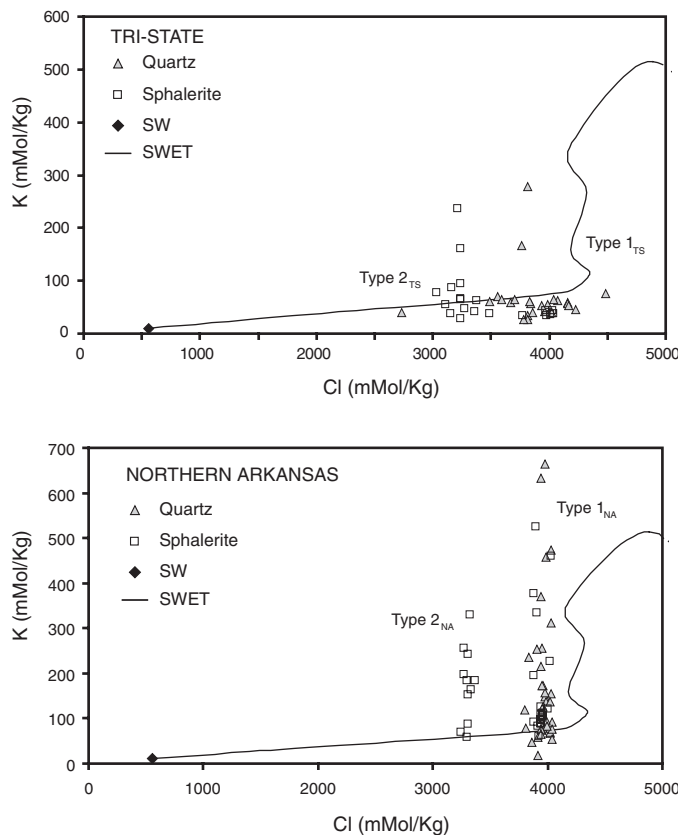 600
500
400
300
200
100
0
K (mMol/Kg)
TRI-STATE
Quartz
Sphalerite
SW
SWET
Type 2TS
Type 1TS
0 1000 2000 3000 4000 5000
Cl (mMol/Kg)
700
600
500
400
300
200
100
0
K (mMol/Kg)
NORTHERN ARKANSAS
Quartz
Sphalerite
SW
SWET
Type 1NA
Type 2NA
0 1000 2000 3000 4000 5000
Cl (mMol/Kg)